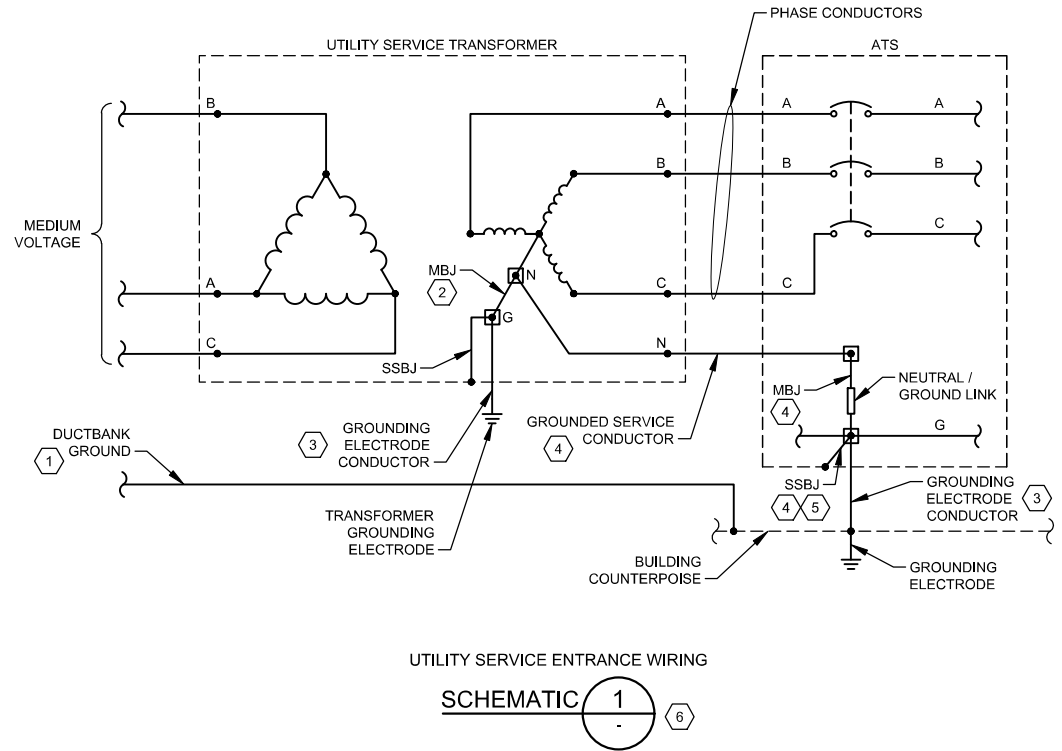 PHASE CONDUCTORS
UTILITY SERVICE TRANSFORMER
ATS
B
A
A
A
B
B
B
MEDIUM
VOLTAGE
C
MBJ
2
N
A
C
C
G
C
SSBJ
N
MBJ
4
NEUTRAL /
GROUND LINK
3
GROUNDING
ELECTRODE
CONDUCTOR
GROUNDED SERVICE
CONDUCTOR
4
G
1
DUCTBANK
GROUND
SSBJ
4
5
GROUNDING
ELECTRODE
CONDUCTOR
3
TRANSFORMER
GROUNDING
ELECTRODE
BUILDING
COUNTERPOISE
GROUNDING
ELECTRODE
UTILITY SERVICE ENTRANCE WIRING
SCHEMATIC
1
-
6